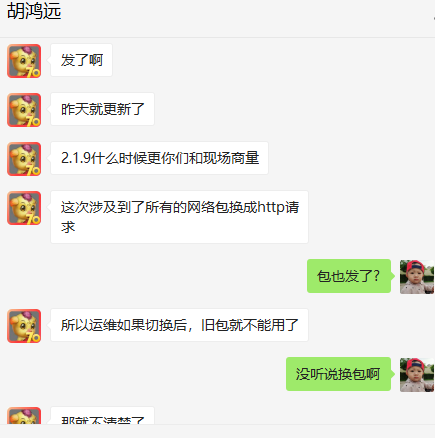 胡鸿远
发了啊
昨天就更新了
2.1.9什么时候更你们和现场商量
这次涉及到了所有的网络包换成http请
求
包也发了?
所以运维如果切换后，旧包就不能用了
没听说换包啊
那就不清楚了